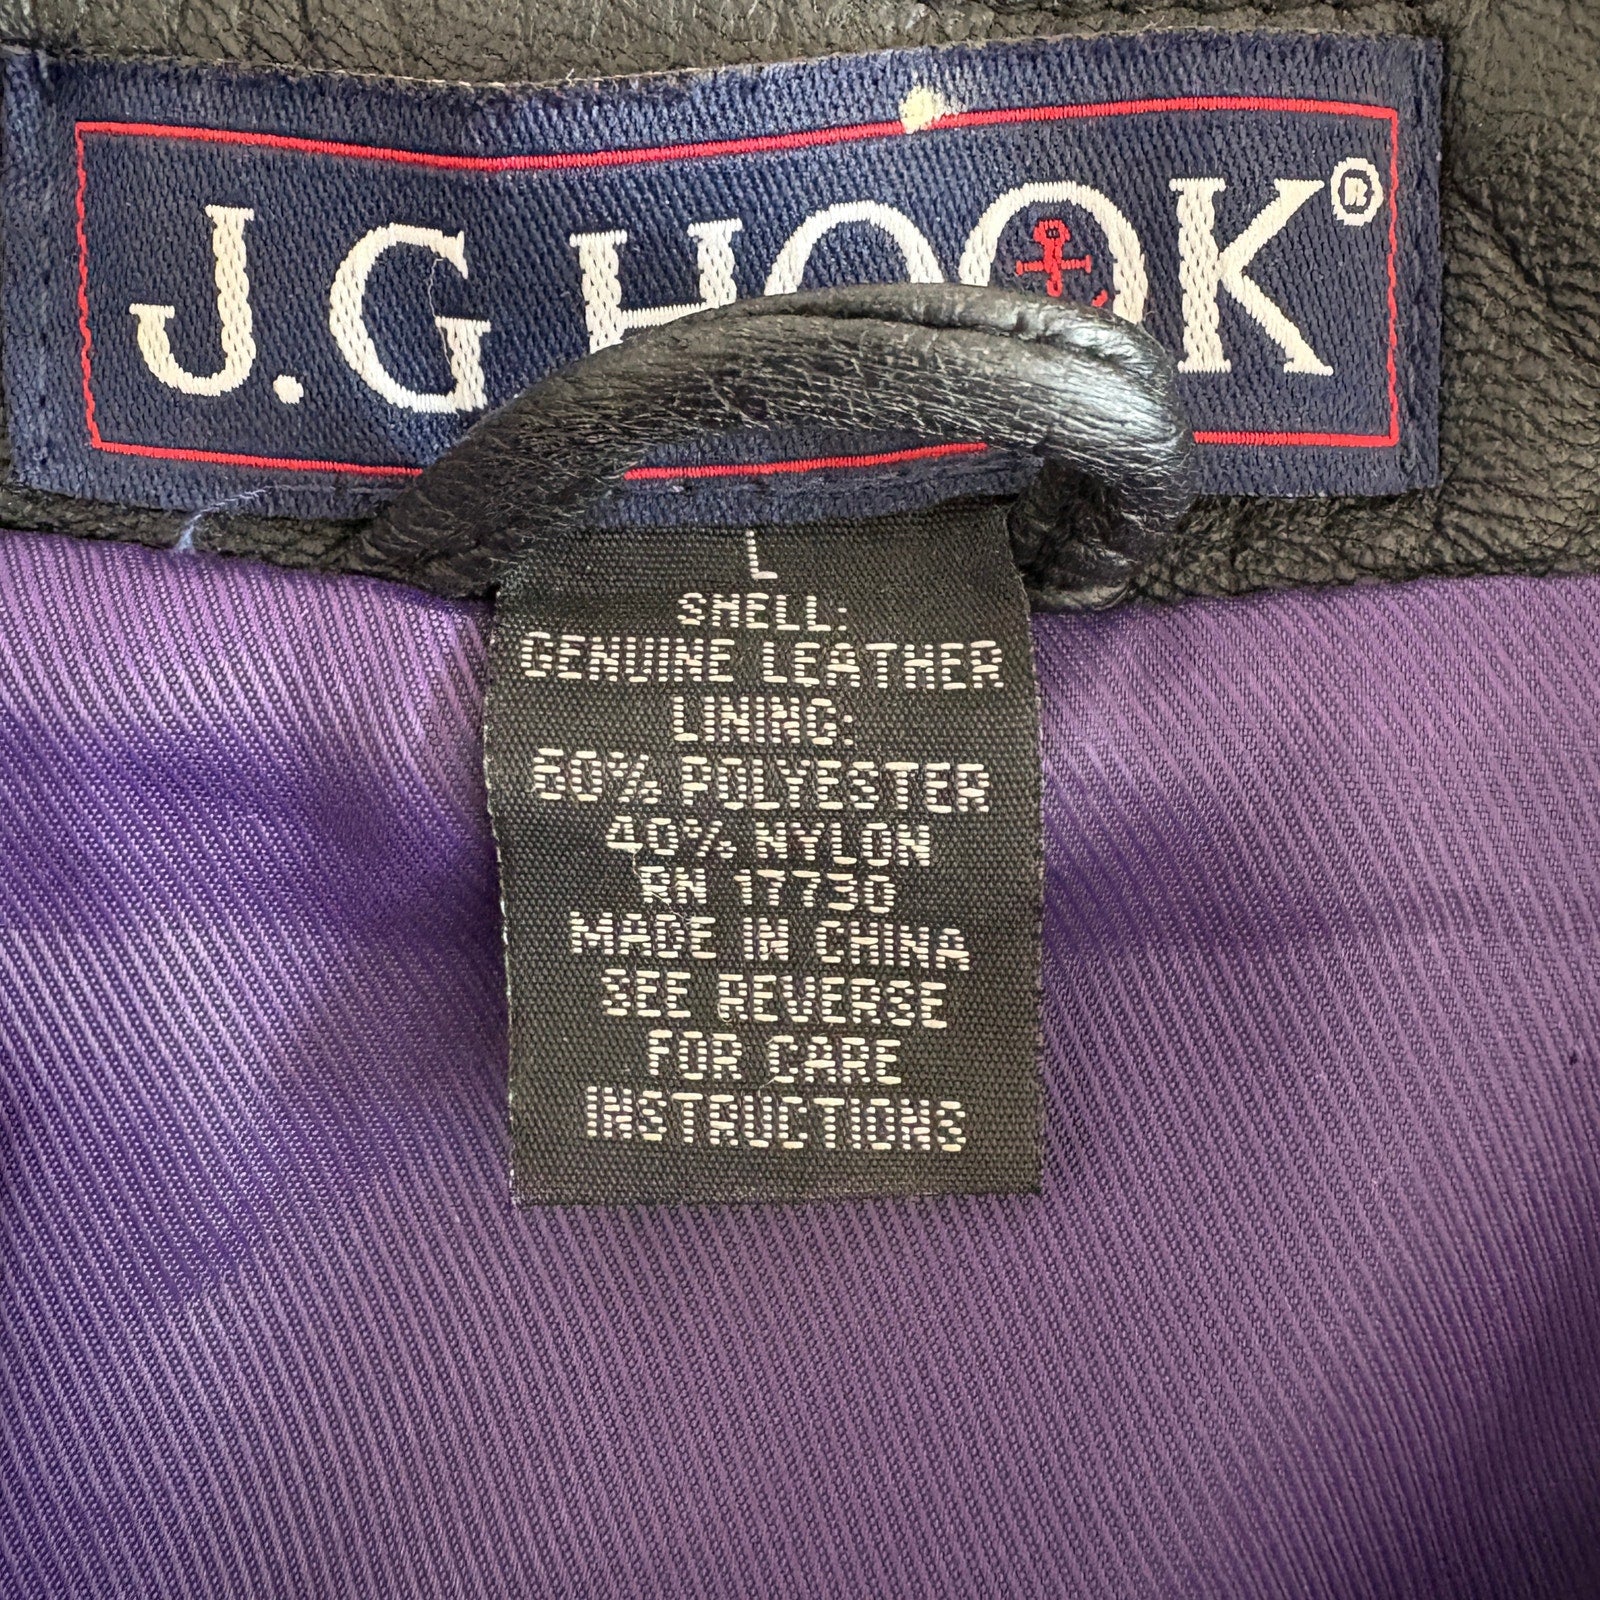 J.G. HOOK®
L
SHELL:
GENUINE LEATHER
LINING:
60% POLYESTER
40% NYLON
RN 17730
MADE IN CHINA
SEE REVERSE
FOR CARE
INSTRUCTIONS